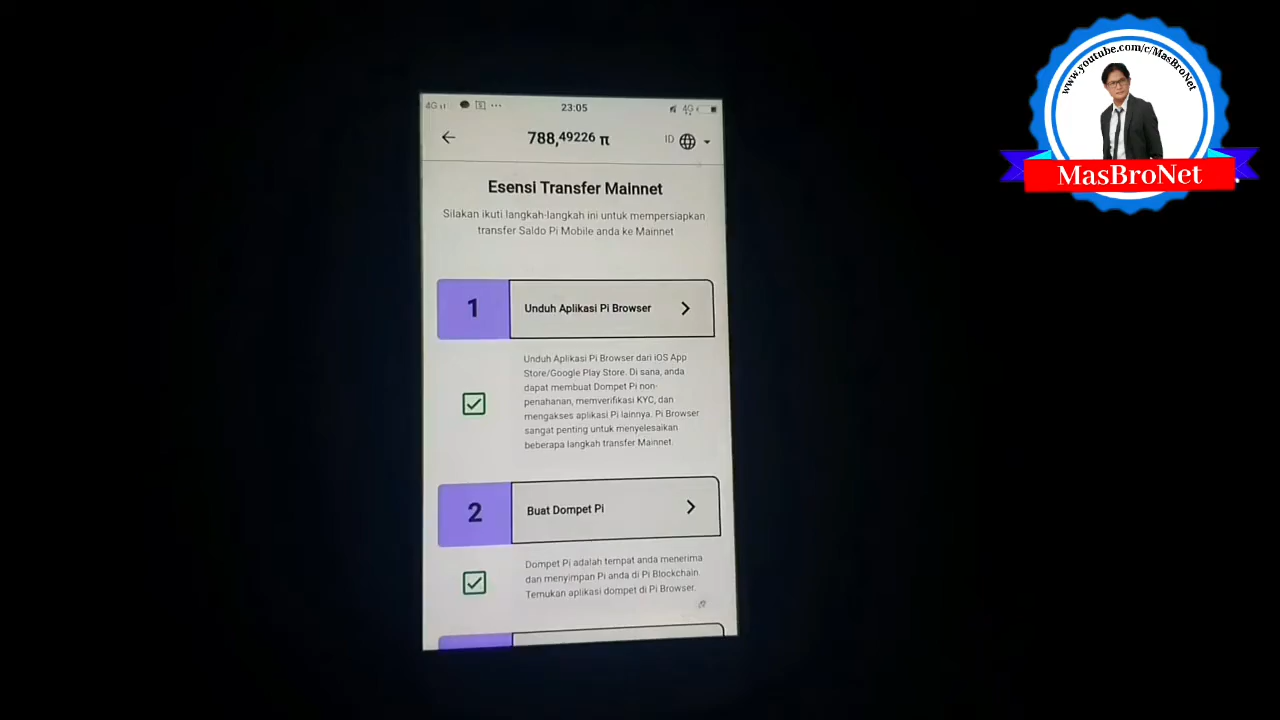 4G
23:05
4G
788,49226 π
ID
Esensi Transfer Mainnet
Silakan ikuti langkah-langkah ini untuk mempersiapkan
transfer Saldo Pi Mobile anda ke Mainnet
1
Unduh Aplikasi Pi Browser
Unduh Aplikasi Pi Browser dari iOS App
Store/Google Play Store. Di sana, anda
dapat membuat Dompet Pi non-
penahanan, memverifikasi KYC, dan
mengakses aplikasi Pi lainnya. Pi Browser
sangat penting untuk menyelesaikan
beberapa langkah transfer Mainnet.
2
Buat Dompet Pi
Dompet Pi adalah tempat anda menerima
dan menyimpan Pi anda di Pi Blockchain.
Temukan aplikasi dompet di Pi Browser.
www.youtube.com/c/MasBroNet
MasBroNet